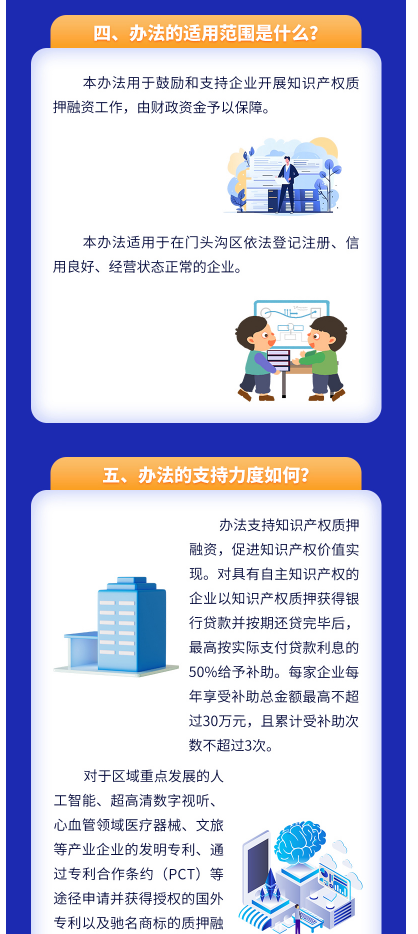 四、办法的适用范围是什么？
本办法用于鼓励和支持企业开展知识产权质
押融资工作，由财政资金予以保障。
本办法适用于在门头沟区依法登记注册、信
用良好、经营状态正常的企业。
五、办法的支持力度如何？
办法支持知识产权质押
融资，促进知识产权价值实
现。对具有自主知识产权的
企业以知识产权质押获得银
行贷款并按期还贷完毕后，
最高按实际支付贷款利息的
50%给予补助。每家企业每
年享受补助总金额最高不超
过30万元，且累计受补助次
数不超过3次。
对于区域重点发展的人
工智能、超高清数字视听、
心血管领域医疗器械、文旅
等产业企业的发明专利、通
过专利合作条约（PCT）等
途径申请并获得授权的国外
专利以及驰名商标的质押融